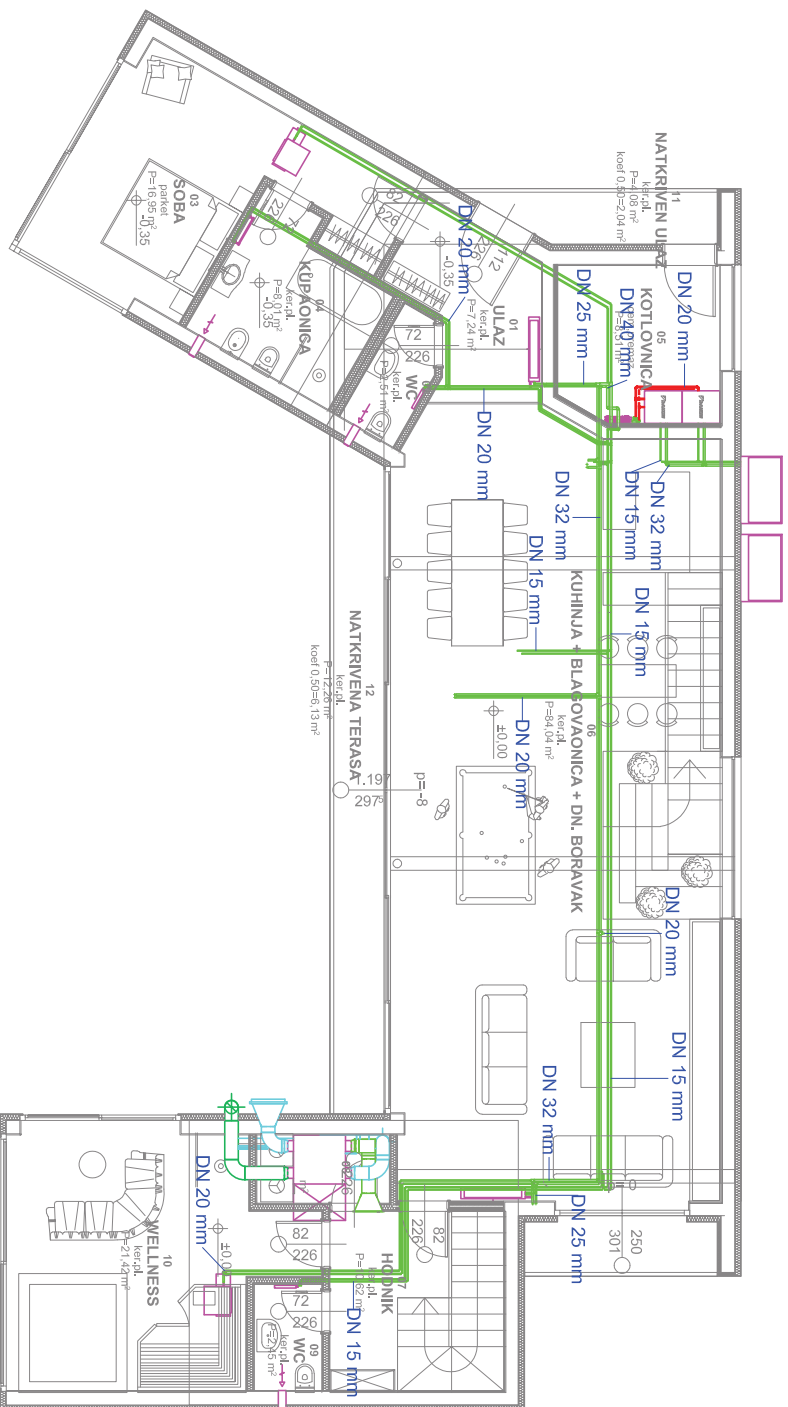 11
NATKRIVEN ULAZ
ker.pl.
P=4,08 m²
koef 0,50=2,04 m²
03
SOBA
parket
P=16,95 m²
-0,35
04
KUPAONICA
ker.pl.
P=8,01 m²
-0,35
82
226
-0,35
01
ULAZ
ker.pl.
P=7,24 m²
72
226
WC
ker.pl.
05
KOTLOVNICA
DN 20 mm
DN 20 mm
DN 25 mm
DN 40 mm
DN 20 mm
DN 32 mm
DN 15 mm
DN 32 mm
DN 15 mm
DN 15 mm
06
KUHINJA + BLAGOVAONICA + DN. BORAVAK
ker.pl.
P=84,04 m²
±0,00
DN 20 mm
12
NATKRIVENA TERASA
ker.pl.
P=12,26 m²
koef 0,50=6,13 m²
297⁵
p=-8
DN 20 mm
DN 15 mm
DN 32 mm
DN 25 mm
250
301
82
226
HODNIK
ker.pl.
82
226
72
226
DN 15 mm
09
WC
ker.pl.
DN 20 mm
10
WELLNESS
ker.pl.
21,42 m²